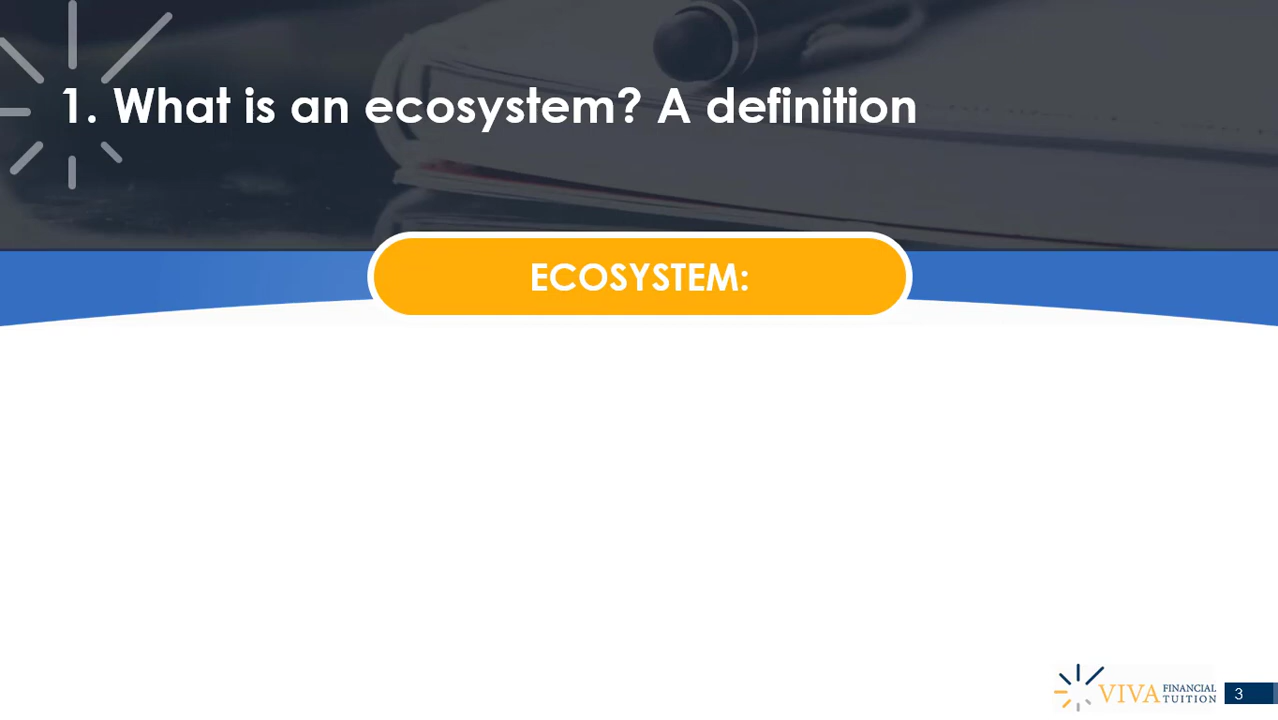 1. What is an ecosystem? A definition
ECOSYSTEM:
VIVA FINANCIAL TUITION
3